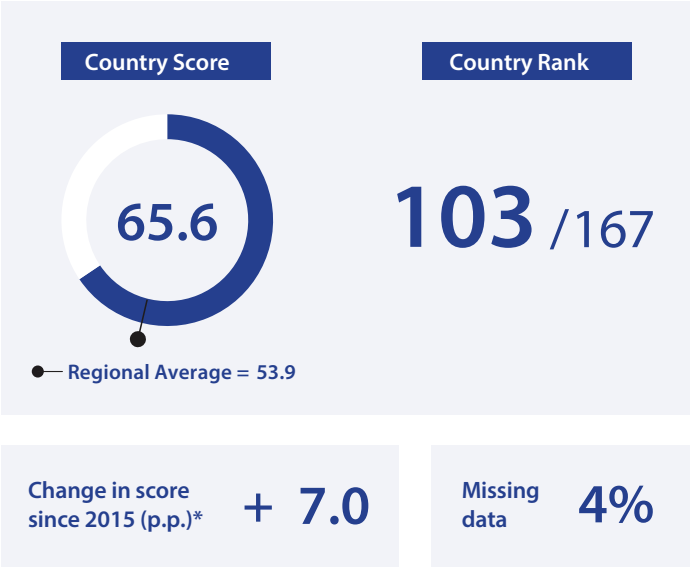 Country Score
Country Rank
65.6
103 /167
Regional Average = 53.9
Change in score
since 2015 (p.p.)*
+ 7.0
Missing
data
4%